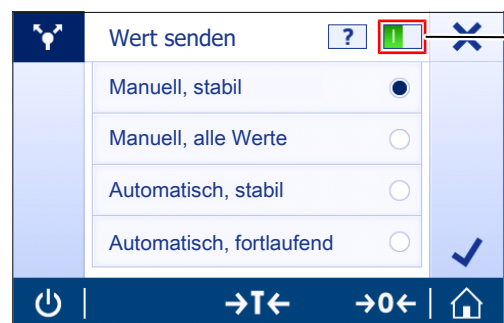 Wert senden ?
Manuell, stabil
Manuell, alle Werte
Automatisch, stabil
Automatisch, fortlaufend
→T← →0←